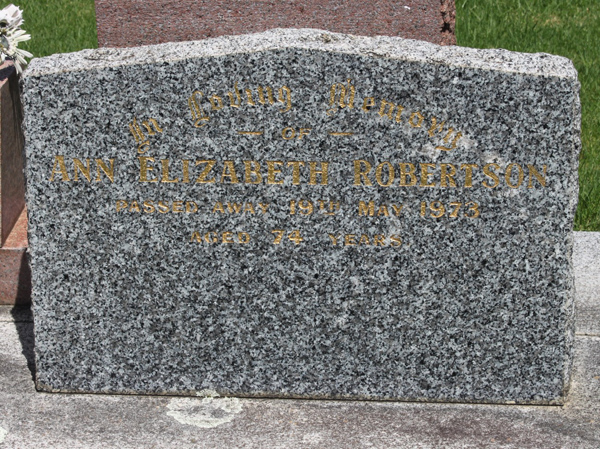 In Loving Memory
— OF —
ANN ELIZABETH ROBERTSON
PASSED AWAY 19TH MAY 1973
AGED 74 YEARS